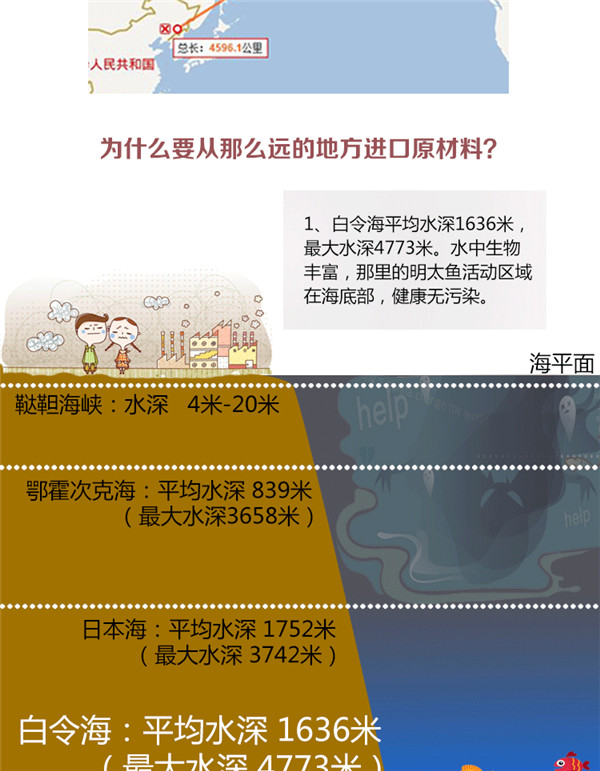 总长：4596.1公里
人民共和国
为什么要从那么远的地方进口原材料？
1、白令海平均水深1636米，
最大水深4773米。水中生物
丰富，那里的明太鱼活动区域
在海底部，健康无污染。
海平面
鞑靼海峡：水深 4米-20米
help
鄂霍次克海：平均水深 839米
（最大水深3658米）
help
日本海：平均水深 1752米
（最大水深 3742米）
白令海：平均水深 1636米
（最大水深 4773米）